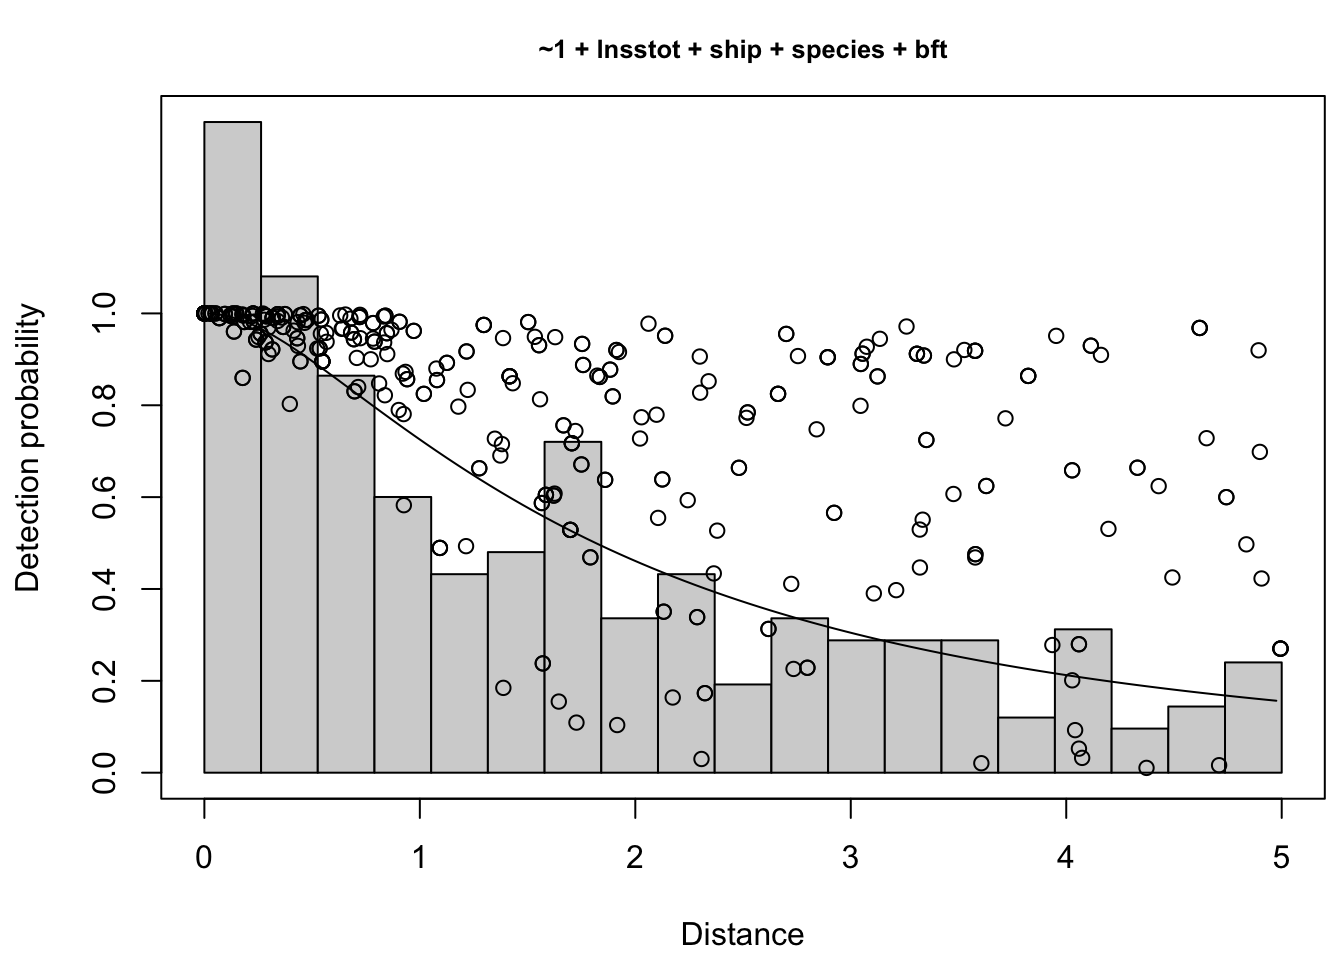 ~1 + lnsstot + ship + species + bft
Detection probability
1.0
0.8
0.6
0.4
0.2
0.0
0 1 2 3 4 5
Distance